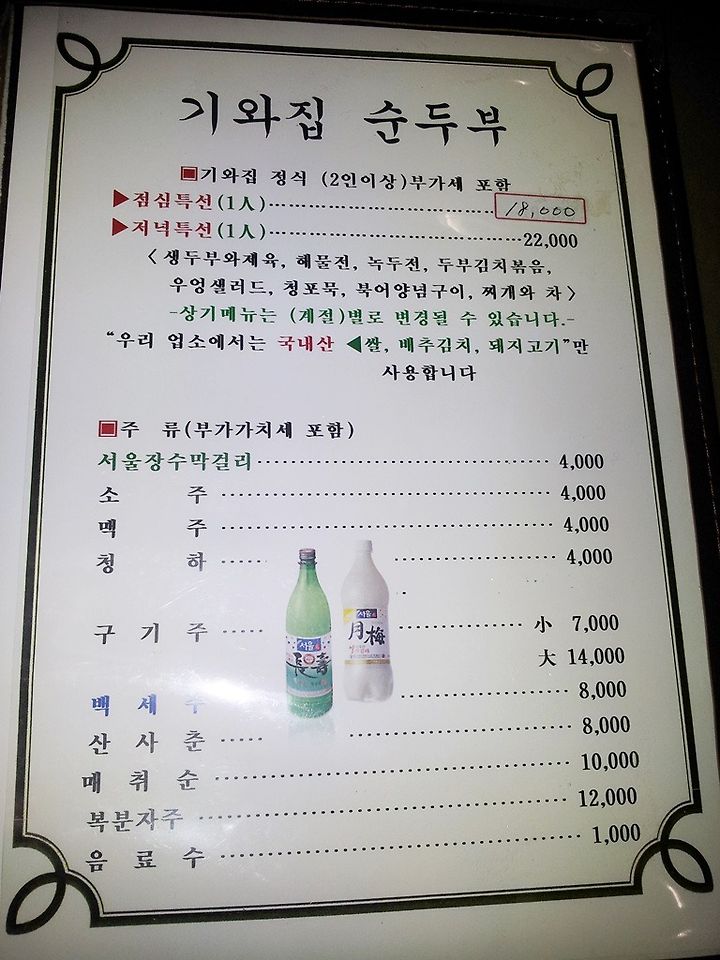 기와집 순두부
▣기와집 정식 (2인이상)부가세 포함
▶점심특선(1人)........................18,000
▶저녁특선(1人)........................22,000
〈 생두부와제육, 해물전, 녹두전, 두부김치볶음,
우엉샐러드, 청포묵, 북어양념구이, 찌개와 차 〉
-상기메뉴는 (계절)별로 변경될 수 있습니다.-
“우리 업소에서는 국내산 ◀쌀, 배추김치, 돼지고기”만
사용합니다
▣주 류(부가가치세 포함)
서울장수막걸리........................4,000
소 주........................4,000
맥 주........................4,000
청 하........................4,000
구 기 주........................小 7,000
大 14,000
백 세 주........................8,000
산 사 춘........................8,000
매 취 순........................10,000
복분자주........................12,000
음 료 수........................1,000
서울
長壽
서울
月梅